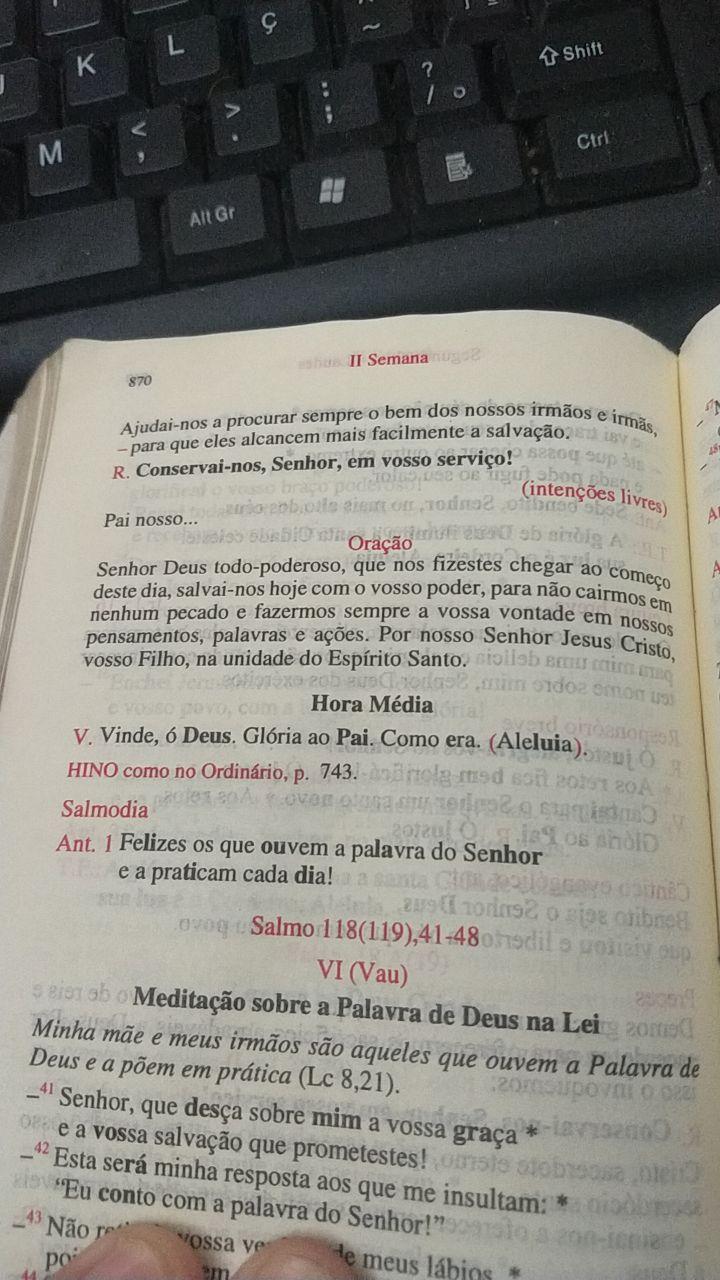 K
L
Ç
~
Shift
M
<
,
>
.
:
;
?
/ °
Alt Gr
Ctrl
870
II Semana
Ajudai-nos a procurar sempre o bem dos nossos irmãos e irmãs,
– para que eles alcancem mais facilmente a salvação.
R. Conservai-nos, Senhor, em vosso serviço!
(intenções livres)
Pai nosso...
Oração
Senhor Deus todo-poderoso, que nos fizestes chegar ao começo
deste dia, salvai-nos hoje com o vosso poder, para não cairmos em
nenhum pecado e fazermos sempre a vossa vontade em nossos
pensamentos, palavras e ações. Por nosso Senhor Jesus Cristo,
vosso Filho, na unidade do Espírito Santo.
Hora Média
V. Vinde, ó Deus. Glória ao Pai. Como era. (Aleluia).
HINO como no Ordinário, p. 743.
Salmodia
Ant. 1 Felizes os que ouvem a palavra do Senhor
e a praticam cada dia!
Salmo 118(119),41-48
VI (Vau)
Meditação sobre a Palavra de Deus na Lei
Minha mãe e meus irmãos são aqueles que ouvem a Palavra de
Deus e a põem em prática (Lc 8,21).
–41 Senhor, que desça sobre mim a vossa graça *
e a vossa salvação que prometestes!
–42 Esta será minha resposta aos que me insultam: *
“Eu conto com a palavra do Senhor!”
–43 Não vossa de meus lábios, *